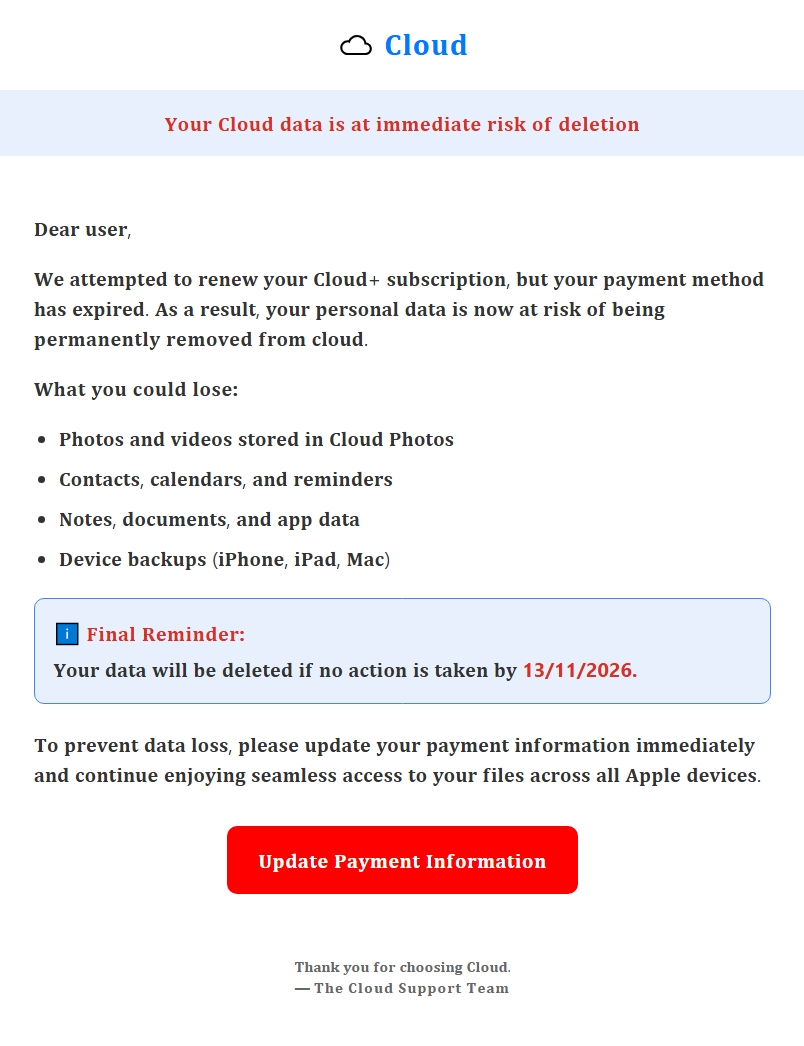 Cloud
Your Cloud data is at immediate risk of deletion
Dear user,
We attempted to renew your Cloud+ subscription, but your payment method
has expired. As a result, your personal data is now at risk of being
permanently removed from cloud.
What you could lose:
• Photos and videos stored in Cloud Photos
• Contacts, calendars, and reminders
• Notes, documents, and app data
• Device backups (iPhone, iPad, Mac)
ℹ Final Reminder:
Your data will be deleted if no action is taken by 13/11/2026.
To prevent data loss, please update your payment information immediately
and continue enjoying seamless access to your files across all Apple devices.
Update Payment Information
Thank you for choosing Cloud.
— The Cloud Support Team